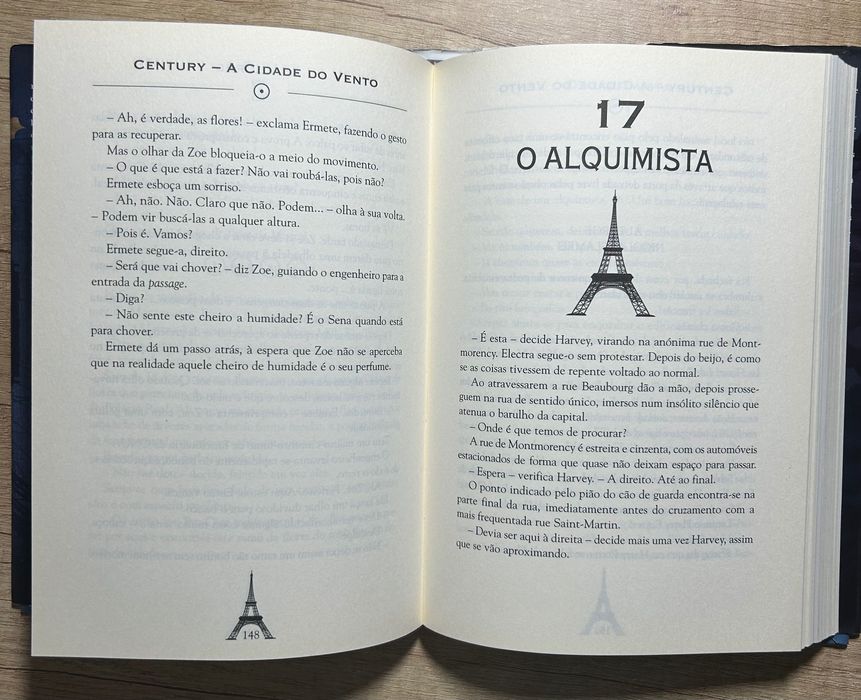 CENTURY – A CIDADE DO VENTO
– Ah, é verdade, as flores! – exclama Ermete, fazendo o gesto
para as recuperar.
Mas o olhar da Zoe bloqueia-o a meio do movimento.
– O que é que está a fazer? Não vai roubá-las, pois não?
Ermete esboça um sorriso.
– Ah, não. Não. Claro que não. Podem... – olha à sua volta.
– Podem vir buscá-las a qualquer altura.
– Pois é. Vamos?
Ermete segue-a, direito.
– Será que vai chover? – diz Zoe, guiando o engenheiro para a
entrada da passage.
– Diga?
– Não sente este cheiro a humidade? É o Sena quando está
para chover.
Ermete dá um passo atrás, à espera que Zoe não se aperceba
que na realidade aquele cheiro de humidade é o seu perfume.
148
17
O ALQUIMISTA
– É esta – decide Harvey, virando na anónima rue de Mont-
morency. Electra segue-o sem protestar. Depois do beijo, é como
se as coisas tivessem de repente voltado ao normal.
Ao atravessarem a rue Beaubourg dão a mão, depois prosse-
guem na rua de sentido único, imersos num insólito silêncio que
atenua o barulho da capital.
– Onde é que temos de procurar?
A rue de Montmorency é estreita e cinzenta, com os automóveis
estacionados de forma que quase não deixam espaço para passar.
– Espera – verifica Harvey. – A direito. Até ao final.
O ponto indicado pelo pião do cão de guarda encontra-se na
parte final da rua, imediatamente antes do cruzamento com a
mais frequentada rue Saint-Martin.
– Devia ser aqui à direita – decide mais uma vez Harvey, assim
que se vão aproximando.